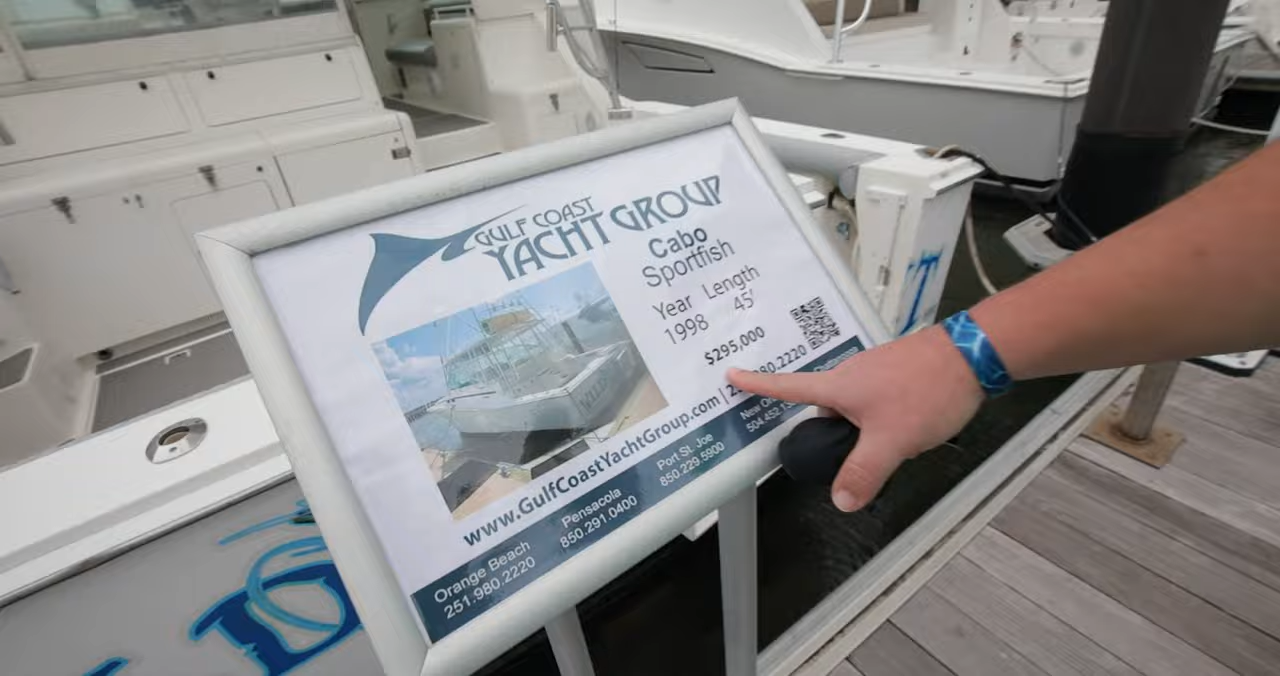 GULF COAST
YACHT GROUP
Cabo
Sportfish
Year Length
1998 45'
$295,000
www.GulfCoastYachtGroup.com |
Orange Beach
251.980.2220
Pensacola
850.291.0400
Port St. Joe
850.229.5900
New
504.452